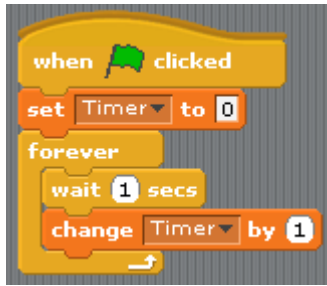 when clicked
set Timer to 0
forever
wait 1 secs
change Timer by 1